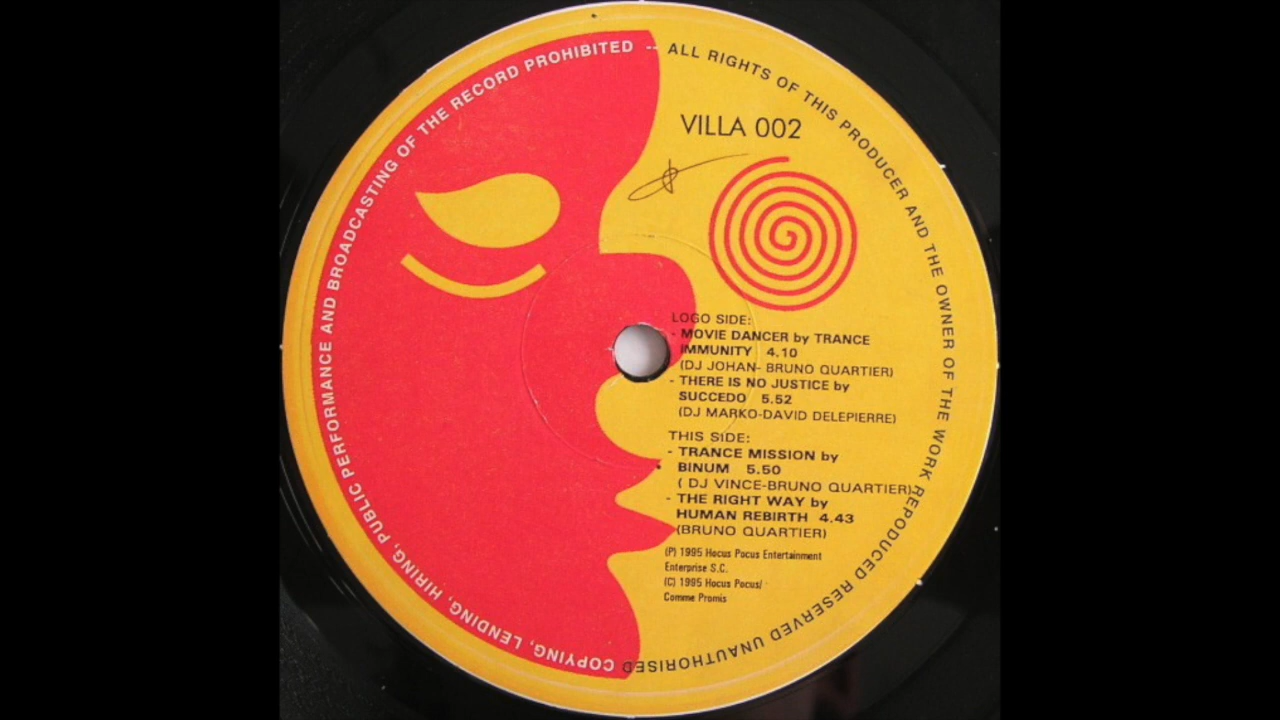 ALL RIGHTS OF THIS PRODUCER AND THE OWNER OF THE WORK REPODUCED RESERVED UNAUTHORISED COPYING, LENDING, HIRING, PUBLIC PERFORMANCE AND BROADCASTING OF THE RECORD PROHIBITED --
VILLA 002
LOGO SIDE:
- MOVIE DANCER by TRANCE
IMMUNITY 4.10
(DJ JOHAN- BRUNO QUARTIER)
- THERE IS NO JUSTICE by
SUCCEDO 5.52
(DJ MARKO-DAVID DELEPIERRE)
THIS SIDE:
- TRANCE MISSION by
BINUM 5.50
( DJ VINCE-BRUNO QUARTIER)
- THE RIGHT WAY by
HUMAN REBIRTH 4.43
(BRUNO QUARTIER)
(P) 1995 Hocus Pocus Entertainment
Enterprise S.C.
(C) 1995 Hocus Pocus/
Comme Promis